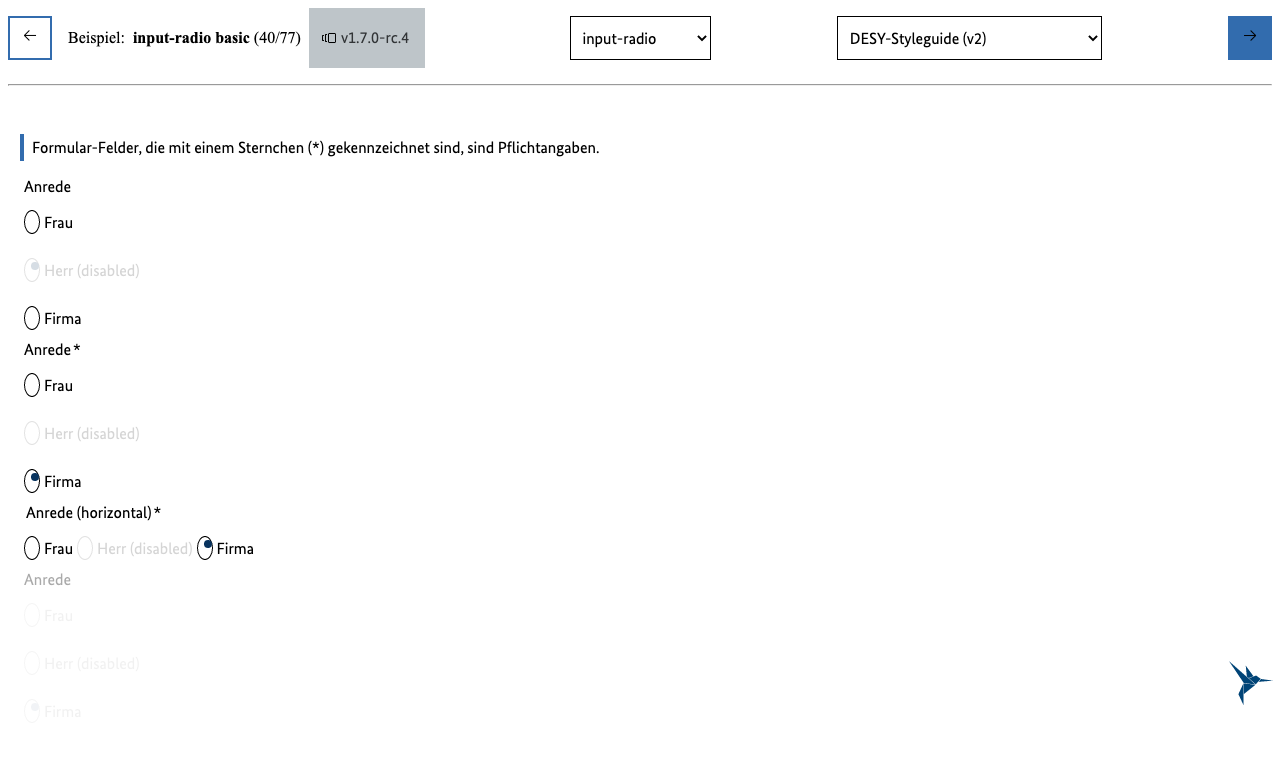 Beispiel: input-radio basic (40/77) v1.7.0-rc.4 input-radio DESY-Styleguide (v2)
Formular-Felder, die mit einem Sternchen (*) gekennzeichnet sind, sind Pflichtangaben.
Anrede
Frau
Herr (disabled)
Firma
Anrede*
Frau
Herr (disabled)
Firma
Anrede (horizontal)*
Frau Herr (disabled) Firma
Anrede
Frau
Herr (disabled)
Firma